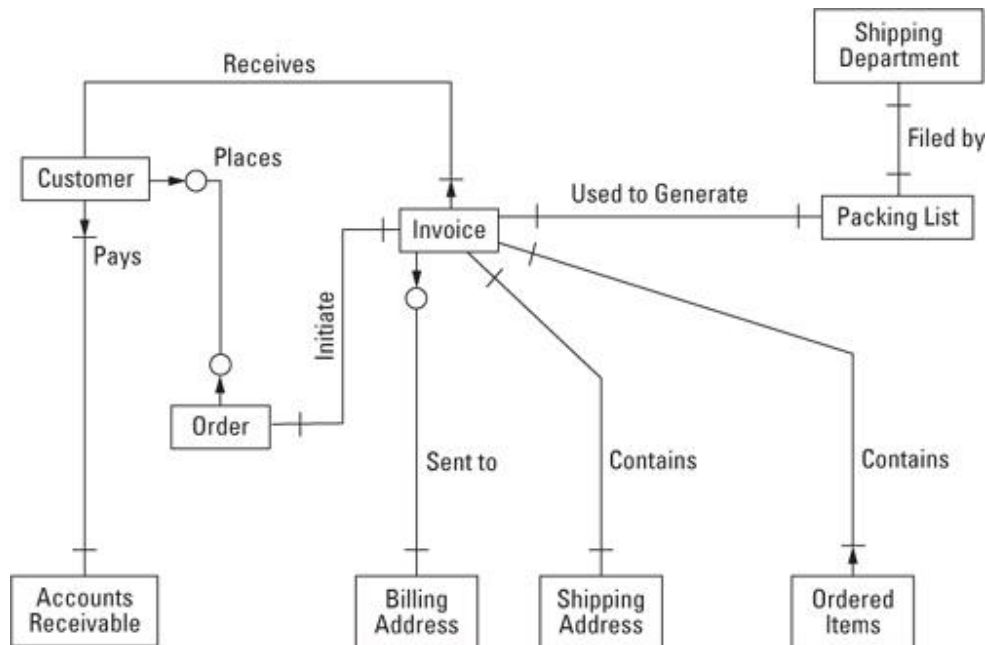 Shipping
Department
Receives
Filed by
Places
Customer
Used to Generate
Packing List
Invoice
Pays
Initiate
Order
Sent to
Contains
Contains
Accounts
Receivable
Billing
Address
Shipping
Address
Ordered
Items